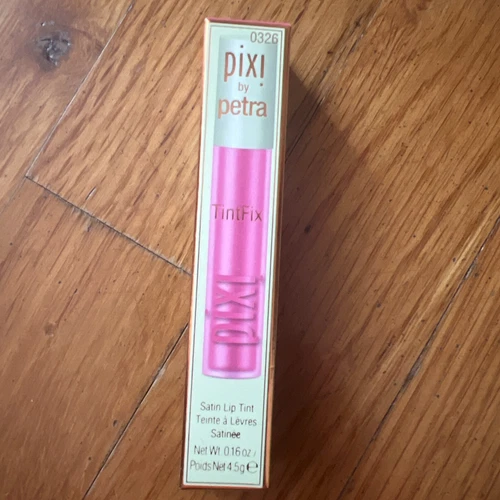 0326
pixi
by
petra
TintFix
pixi
Satin Lip Tint
Teinte à Lèvres
Satinée
Net Wt. 0.16 oz /
Poids Net 4.5g ℮